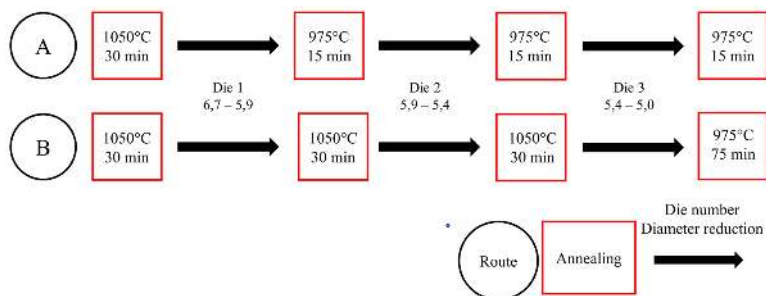 A
1050°C
30 min
975°C
15 min
975°C
15 min
975°C
15 min
Die 1
6,7 – 5,9
Die 2
5,9 – 5,4
Die 3
5,4 – 5,0
B
1050°C
30 min
1050°C
30 min
1050°C
30 min
975°C
75 min
Die number
Diameter reduction
Route
Annealing